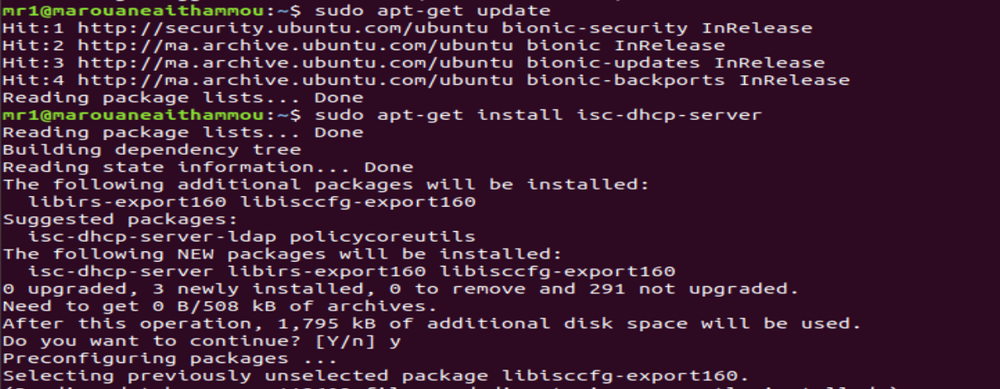 mr1@marouaneaithammou:~$ sudo apt-get update
Hit:1 http://security.ubuntu.com/ubuntu bionic-security InRelease
Hit:2 http://ma.archive.ubuntu.com/ubuntu bionic InRelease
Hit:3 http://ma.archive.ubuntu.com/ubuntu bionic-updates InRelease
Hit:4 http://ma.archive.ubuntu.com/ubuntu bionic-backports InRelease
Reading package lists... Done
mr1@marouaneaithammou:~$ sudo apt-get install isc-dhcp-server
Reading package lists... Done
Building dependency tree
Reading state information... Done
The following additional packages will be installed:
  libirs-export160 libisccfg-export160
Suggested packages:
  isc-dhcp-server-ldap policycoreutils
The following NEW packages will be installed:
  isc-dhcp-server libirs-export160 libisccfg-export160
0 upgraded, 3 newly installed, 0 to remove and 291 not upgraded.
Need to get 0 B/508 kB of archives.
After this operation, 1,795 kB of additional disk space will be used.
Do you want to continue? [Y/n] y
Preconfiguring packages ...
Selecting previously unselected package libisccfg-export160.